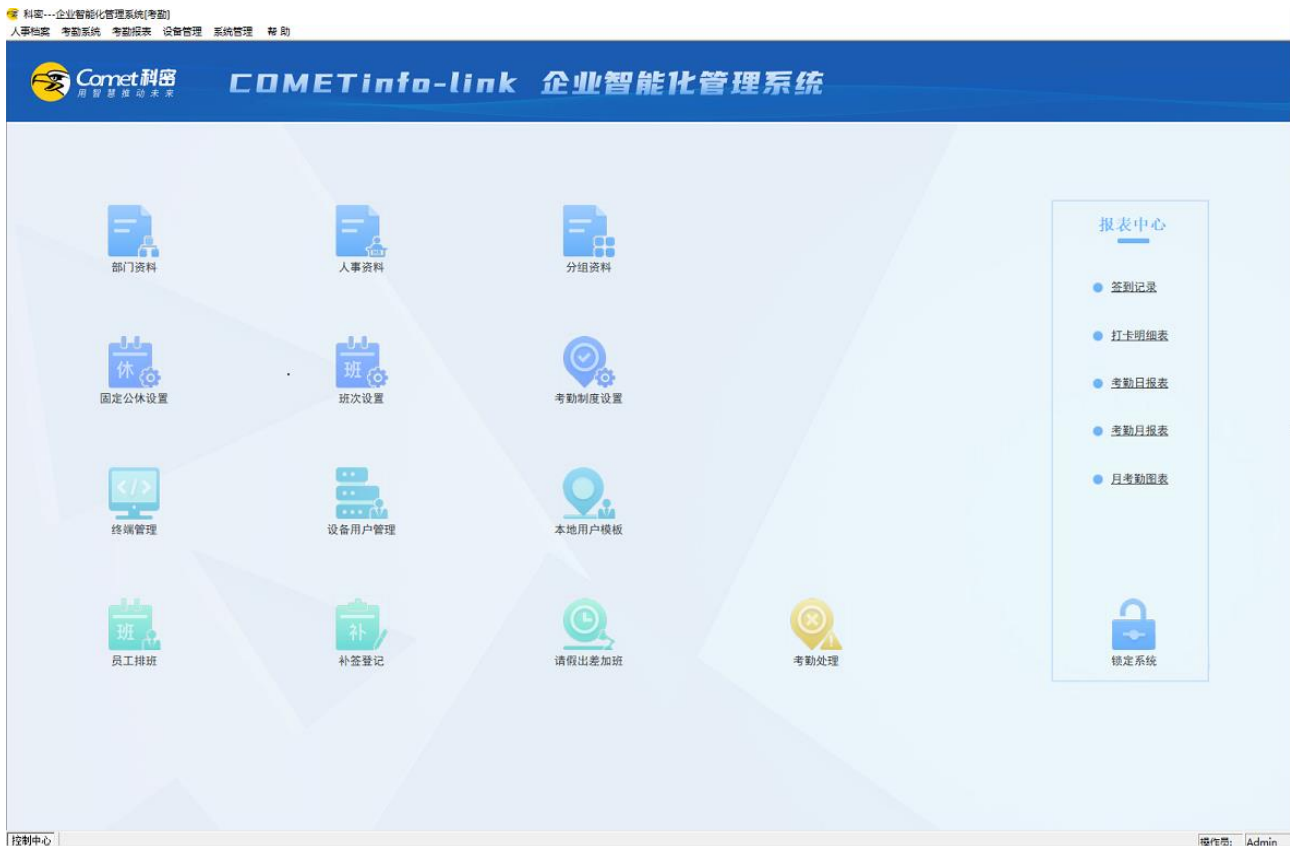 科密---企业智能化管理系统[考勤]
人事档案 考勤系统 考勤报表 设备管理 系统管理 帮助
Comet科密 COMETinfo-link 企业智能化管理系统
用智慧推动未来
报表中心
部门资料 人事资料 分组资料
签到记录
打卡明细表
休 班
考勤日报表
固定公休设置 班次设置 考勤制度设置
考勤月报表
月考勤图表
</>
终端管理 设备用户管理 本地用户模板
班 补
员工排班 补签登记 请假出差加班 考勤处理 锁定系统
控制中心 操作员: Admin